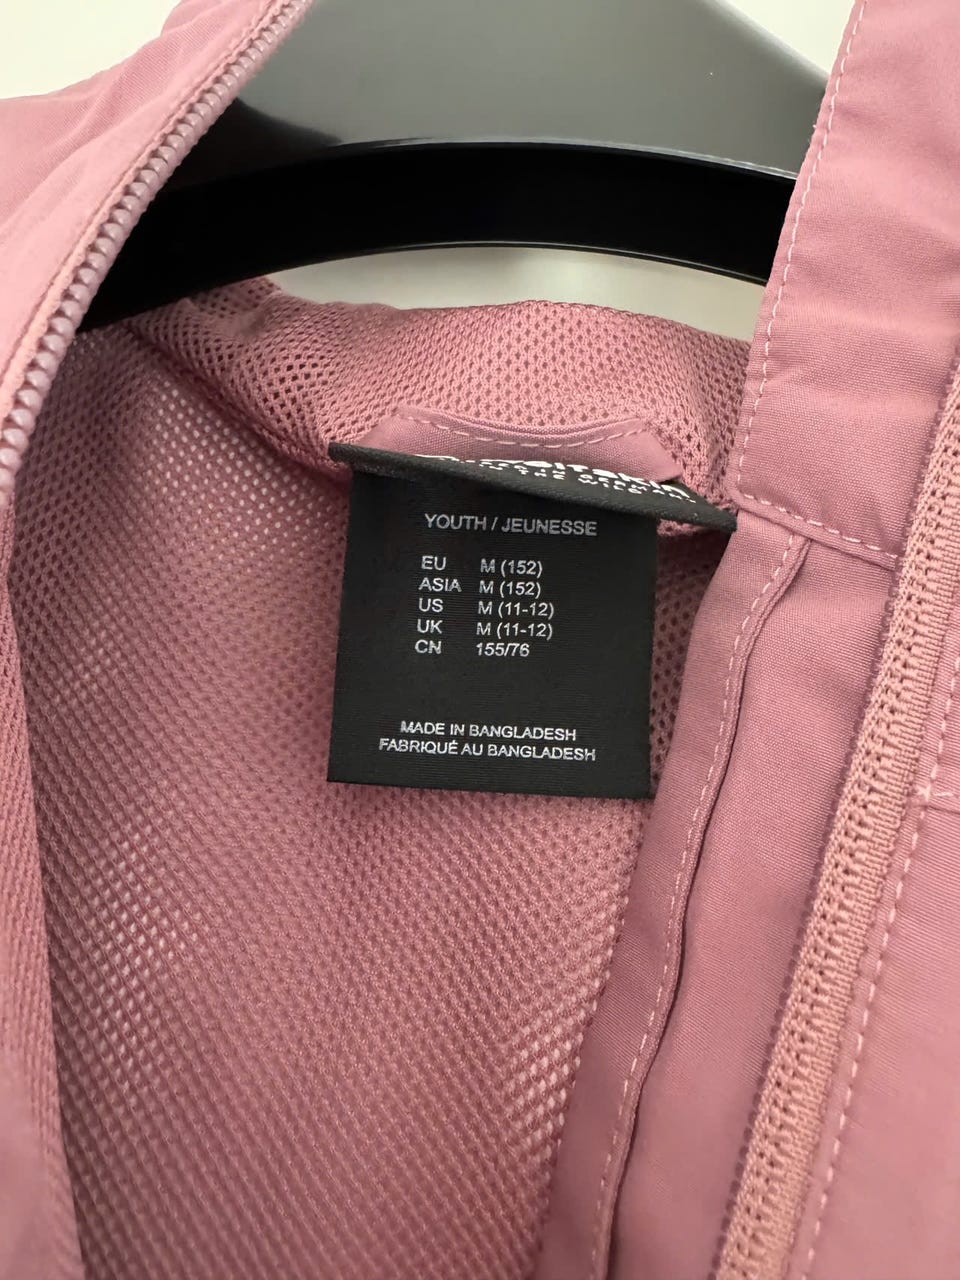 YOUTH / JEUNESSE
EU M (152)
ASIA M (152)
US M (11-12)
UK M (11-12)
CN 155/76
MADE IN BANGLADESH
FABRIQUÉ AU BANGLADESH